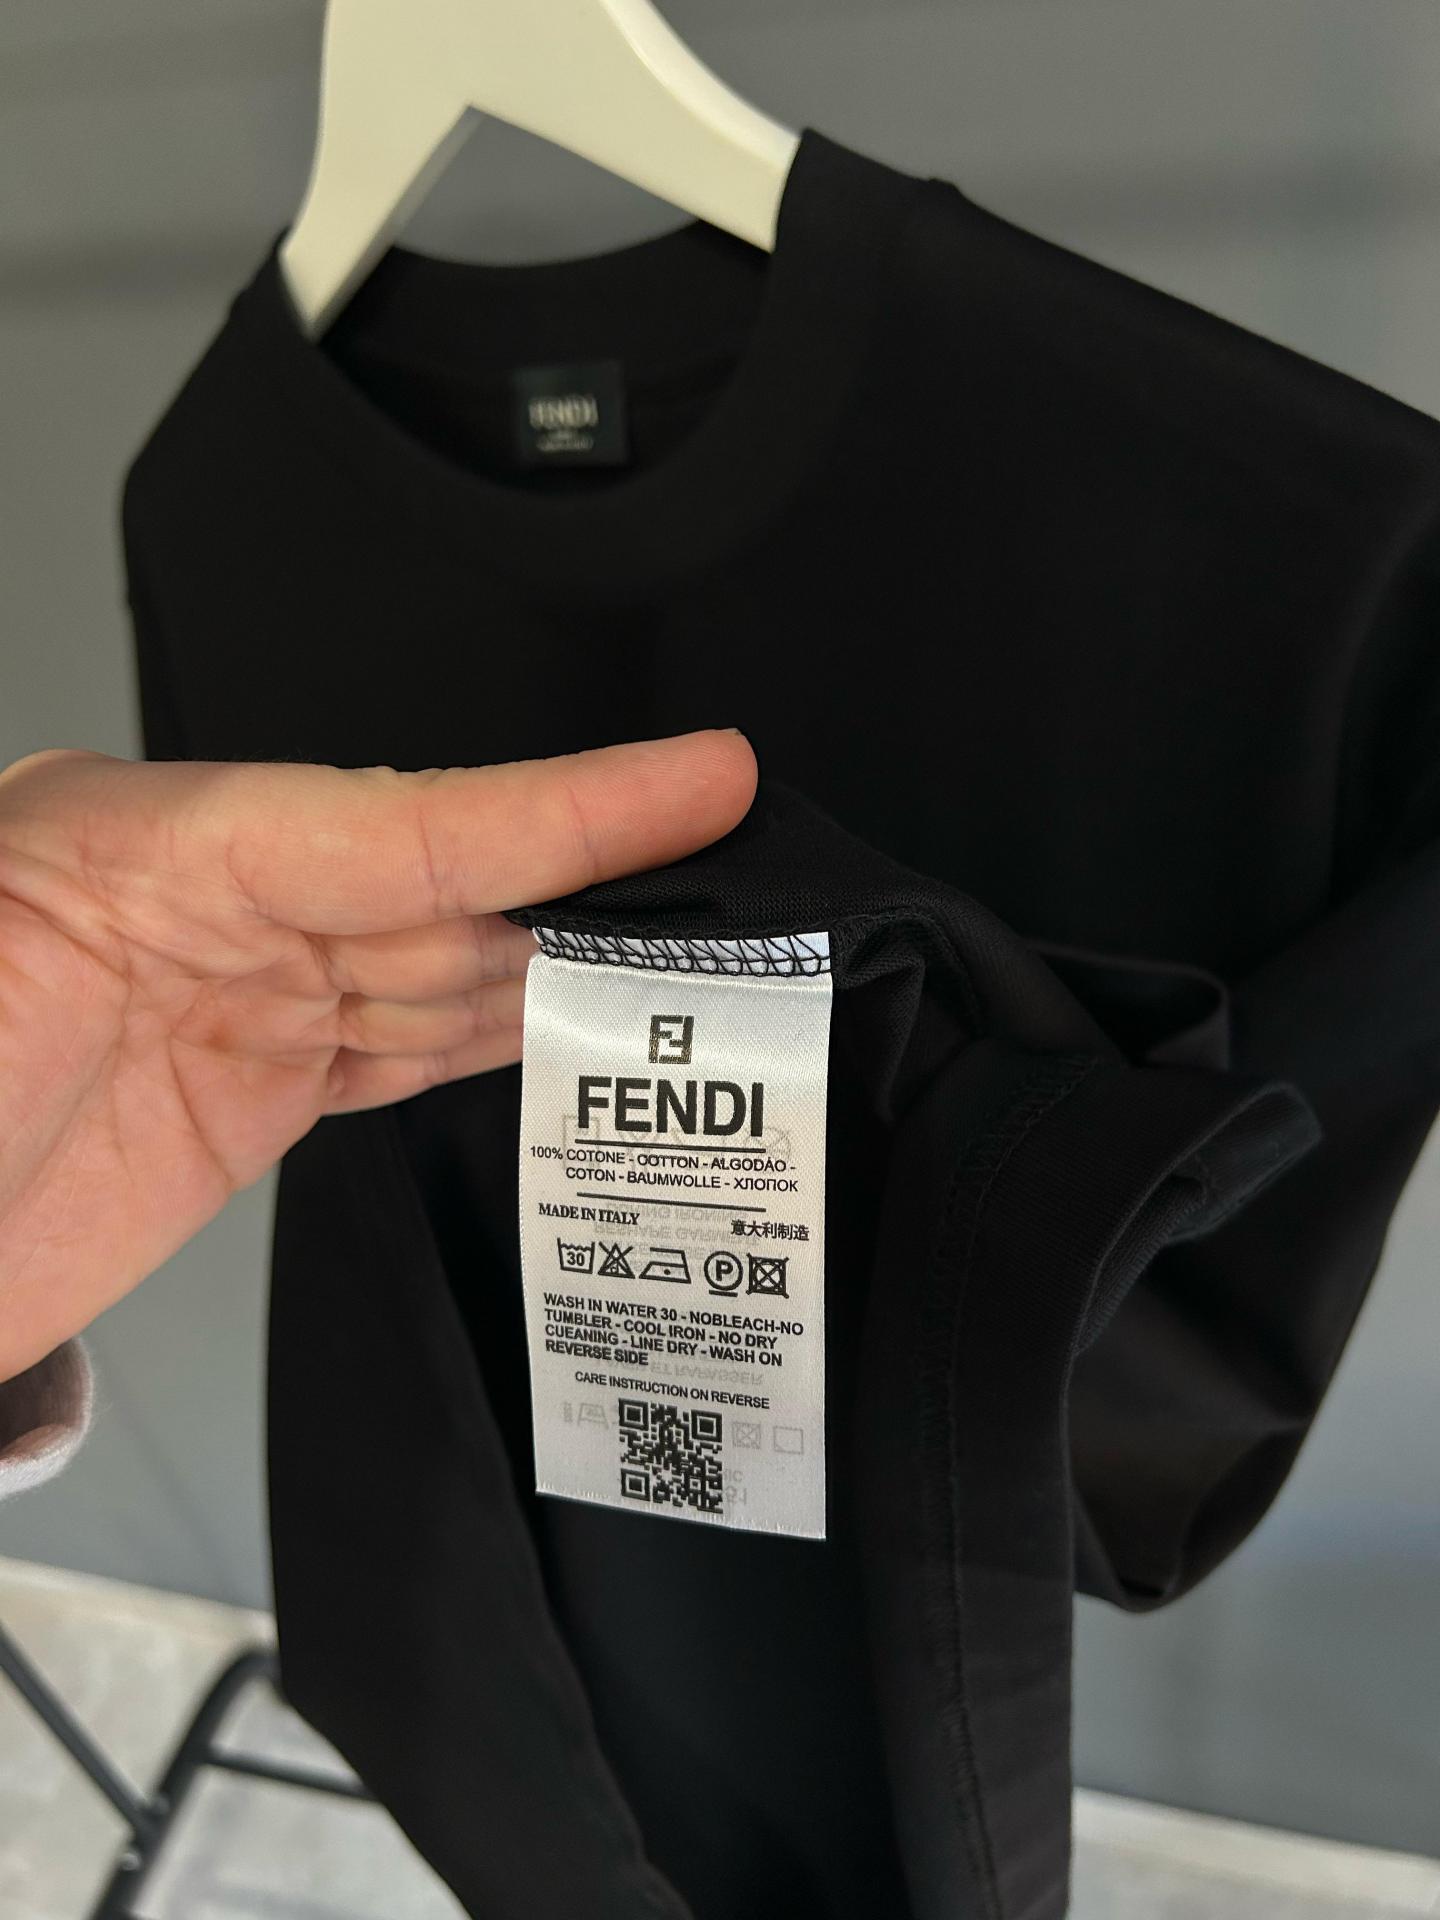 FENDI
FENDI
100% COTONE - COTTON - ALGODÃO -
COTON - BAUMWOLLE - ХЛОПОК
MADE IN ITALY 意大利制造
30
P
WASH IN WATER 30 - NOBLEACH-NO
TUMBLER - COOL IRON - NO DRY
CUEANING - LINE DRY - WASH ON
REVERSE SIDE
CARE INSTRUCTION ON REVERSE